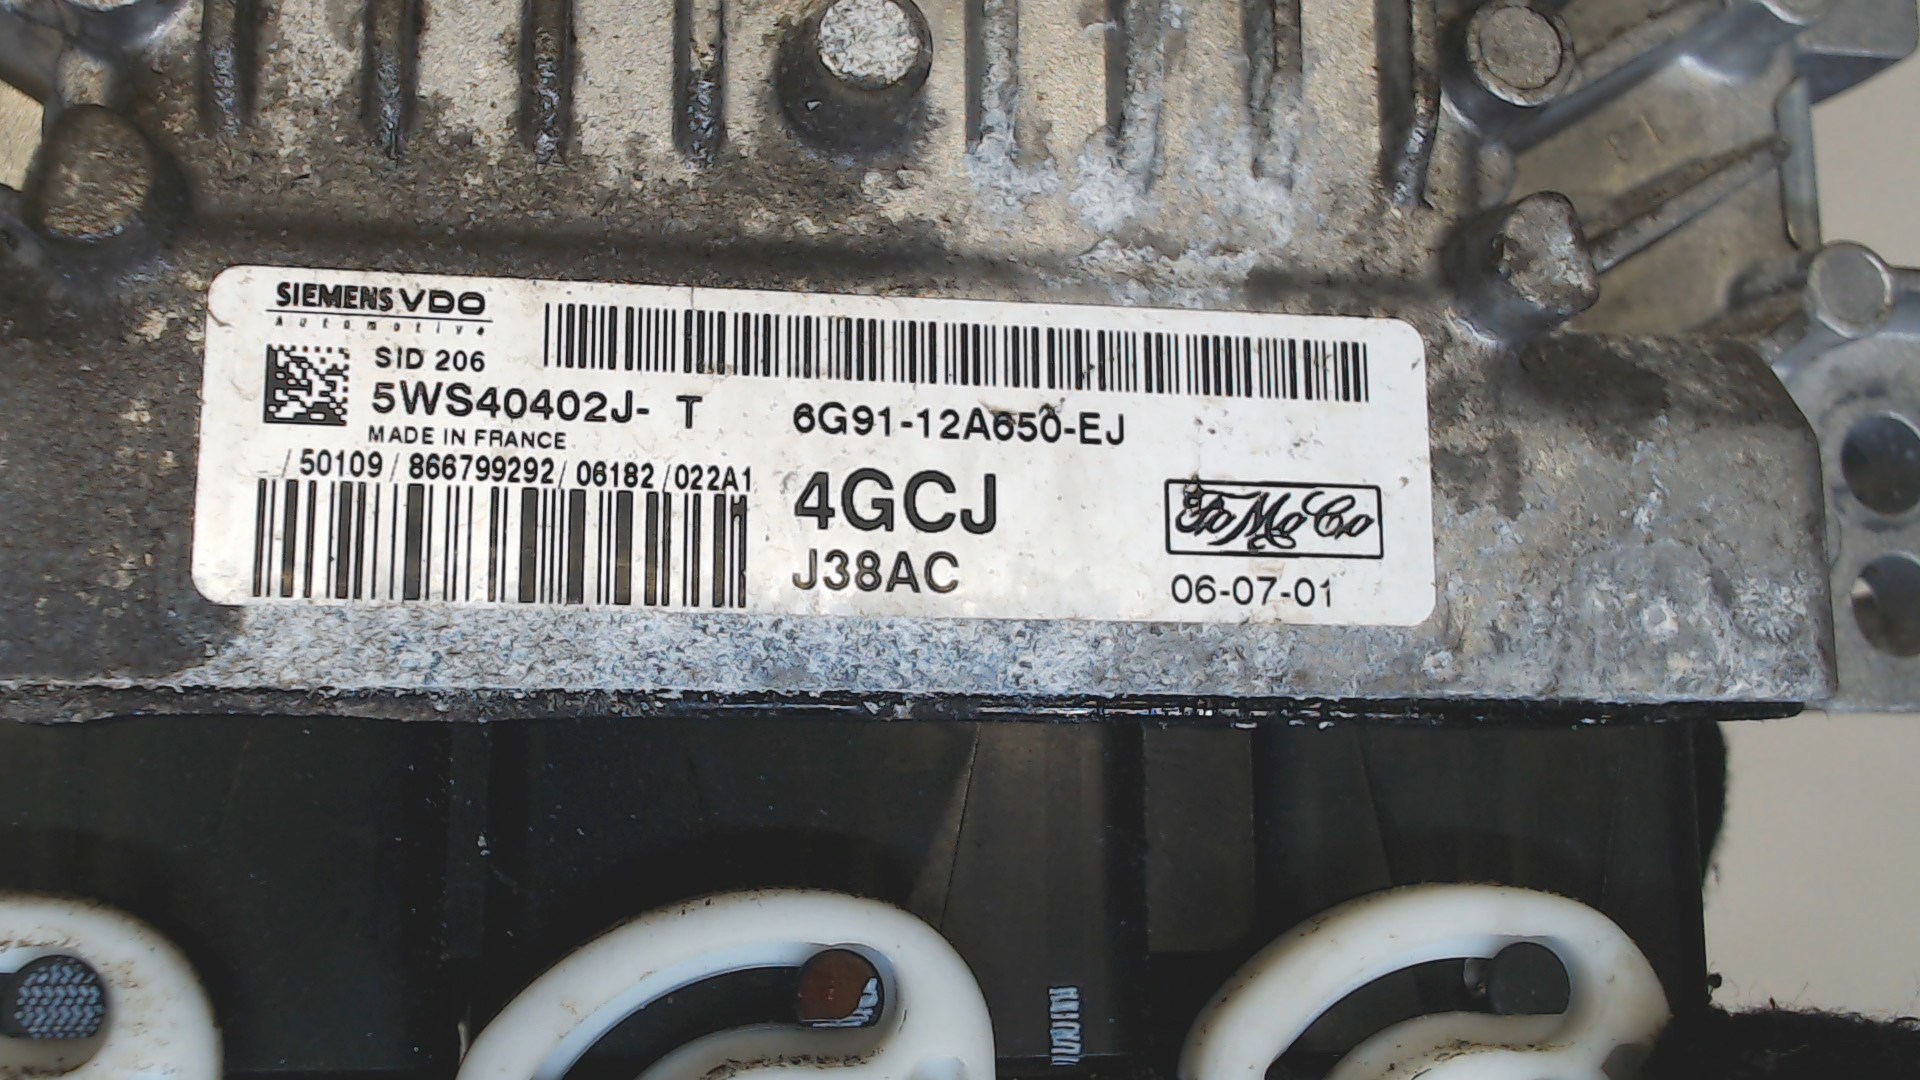 SIEMENS VDO
Automotive
SID 206
5WS40402J- T
6G91-12A650-EJ
MADE IN FRANCE
/50109/866799292/06182/022A1
4GCJ
J38AC
FoMoCo
06-07-01